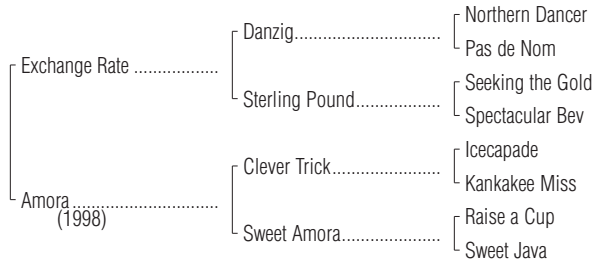 Northern Dancer
Danzig..............................
Pas de Nom
Exchange Rate .................
Seeking the Gold
Sterling Pound.................
Spectacular Bev
Icecapade
Clever Trick.....................
Kankakee Miss
Amora.............................
(1998)
Raise a Cup
Sweet Amora...................
Sweet Java